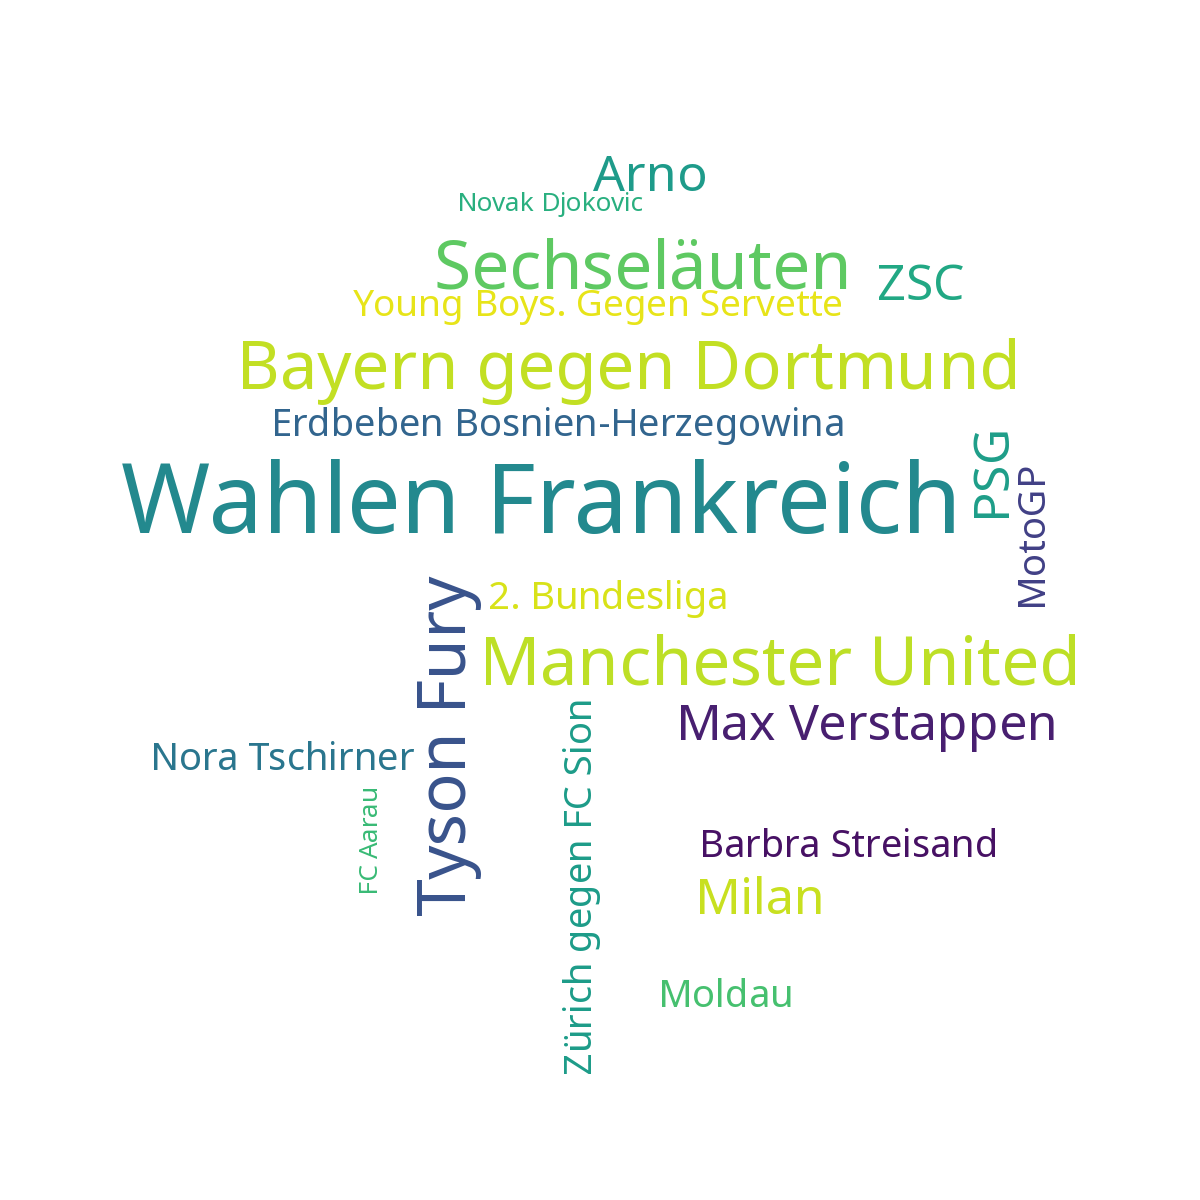 Arno
Novak Djokovic
Sechseläuten
ZSC
Young Boys. Gegen Servette
Bayern gegen Dortmund
Erdbeben Bosnien-Herzegowina
Wahlen Frankreich
PSG
MotoGP
2. Bundesliga
Tyson Fury
Manchester United
Max Verstappen
Nora Tschirner
FC Aarau
Zürich gegen FC Sion
Barbra Streisand
Milan
Moldau